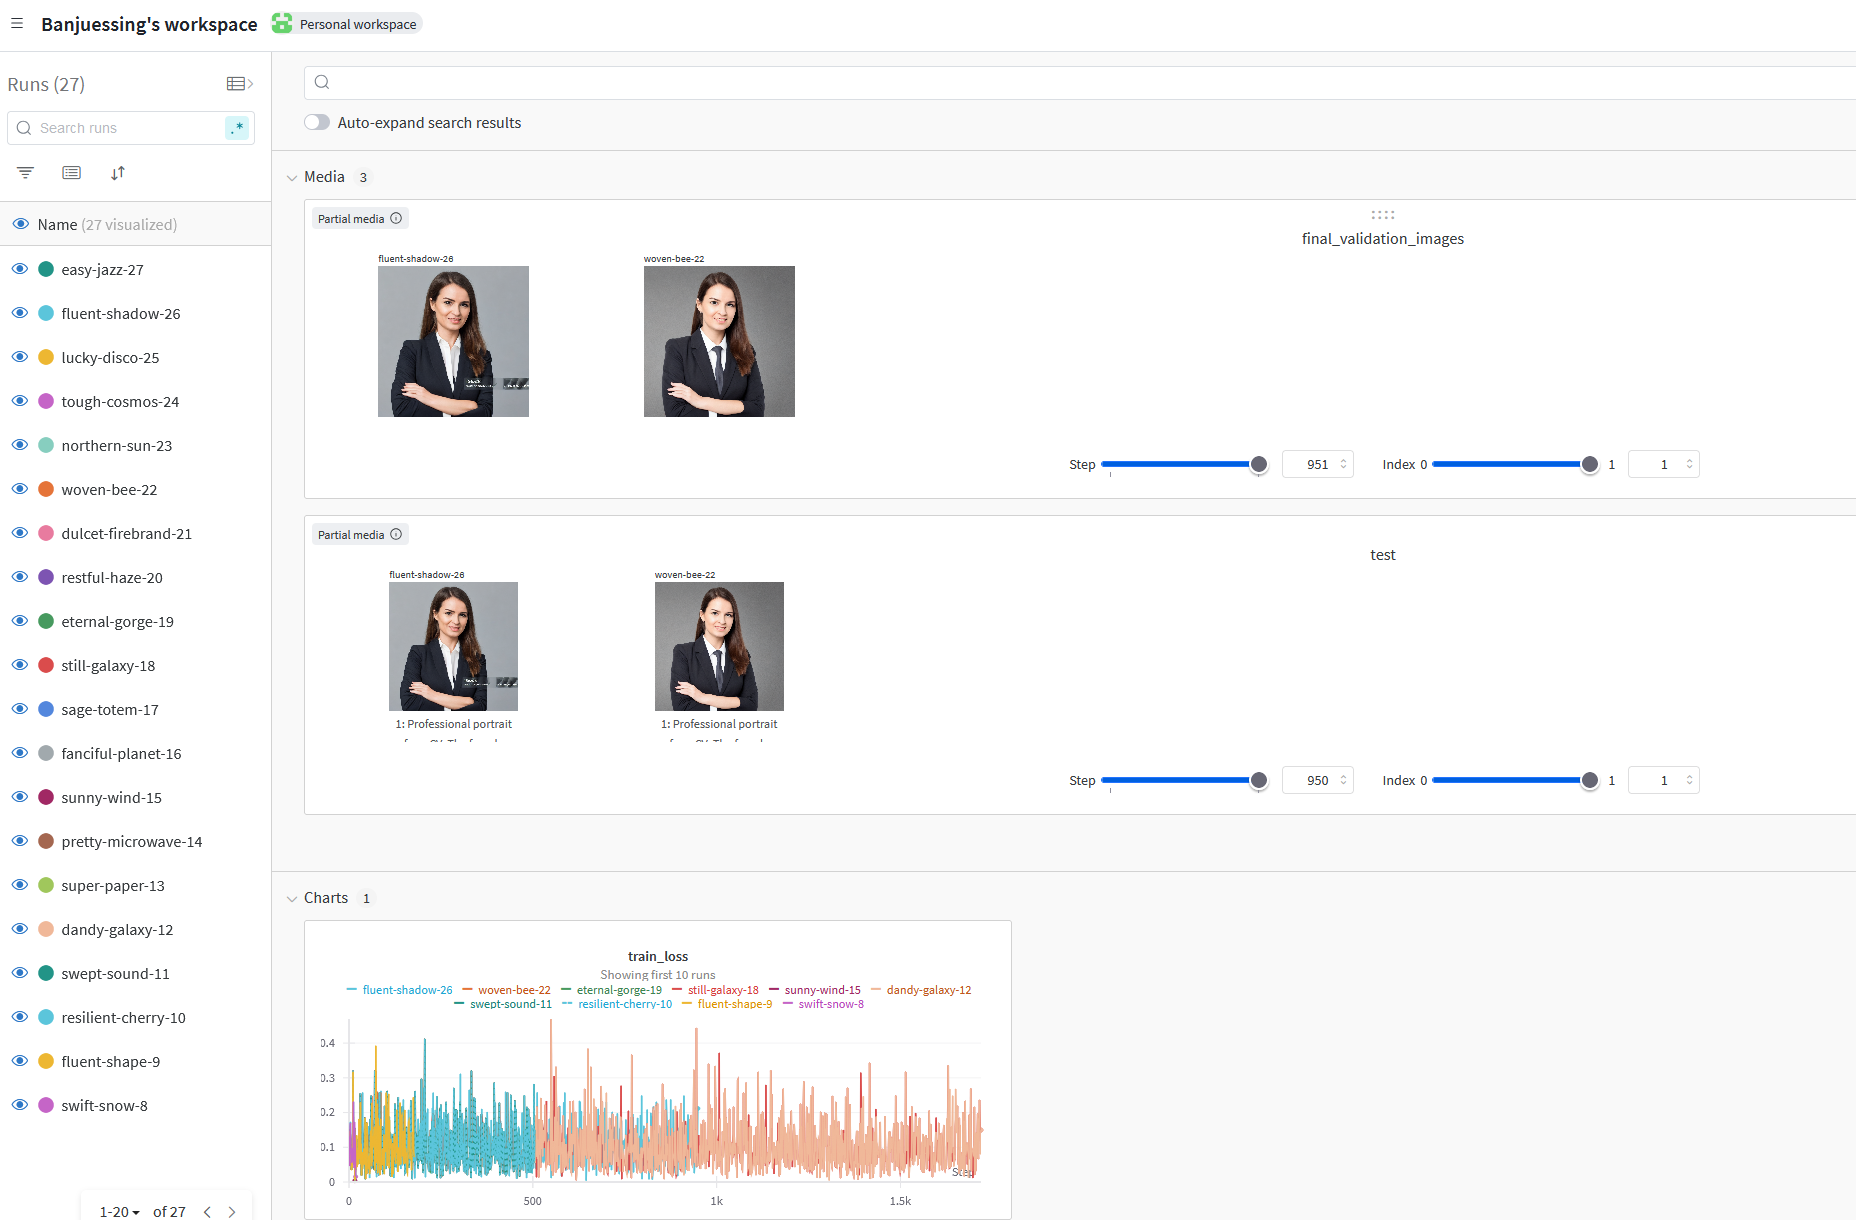 Banjuessing's workspace
Personal workspace
Runs (27)
Search runs
.*
Name (27 visualized)
easy-jazz-27
fluent-shadow-26
lucky-disco-25
tough-cosmos-24
northern-sun-23
woven-bee-22
dulcet-firebrand-21
restful-haze-20
eternal-gorge-19
still-galaxy-18
sage-totem-17
fanciful-planet-16
sunny-wind-15
pretty-microwave-14
super-paper-13
dandy-galaxy-12
swept-sound-11
resilient-cherry-10
fluent-shape-9
swift-snow-8
1-20 of 27
Auto-expand search results
Media 3
Partial media
final_validation_images
fluent-shadow-26
woven-bee-22
Step 951 Index 0 1 1
Partial media
test
fluent-shadow-26
woven-bee-22
1: Professional portrait
1: Professional portrait
Step 950 Index 0 1 1
Charts 1
train_loss
Showing first 10 runs
fluent-shadow-26 woven-bee-22 eternal-gorge-19 still-galaxy-18 sunny-wind-15 dandy-galaxy-12
swept-sound-11 resilient-cherry-10 fluent-shape-9 swift-snow-8
0.4
0.3
0.2
0.1
0
Step
0 500 1k 1.5k